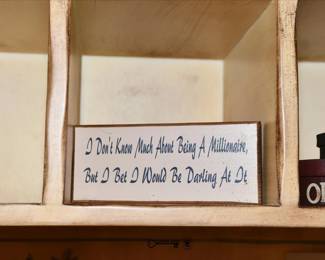 I Don't Know Much About Being A Millionaire,
But I Bet I Would Be Darling At It